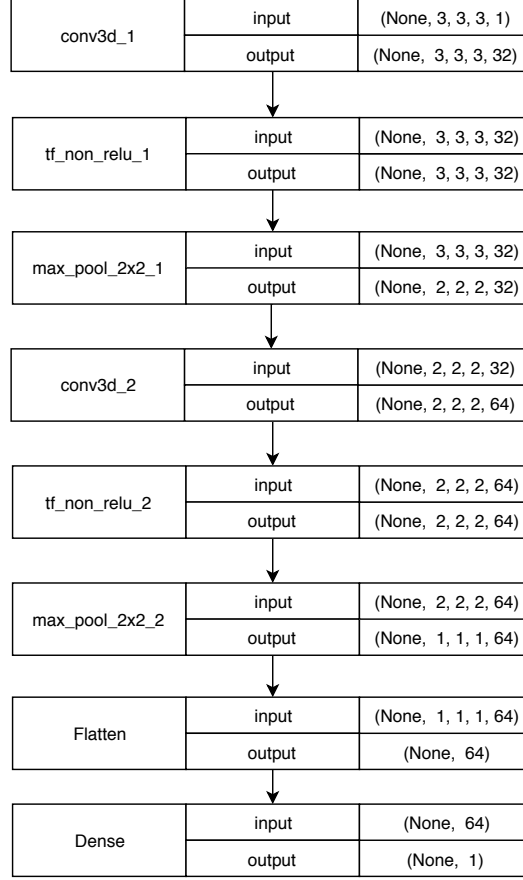 conv3d_1
input
(None, 3, 3, 3, 1)
output
(None, 3, 3, 3, 32)
tf_non_relu_1
input
(None, 3, 3, 3, 32)
output
(None, 3, 3, 3, 32)
max_pool_2x2_1
input
(None, 3, 3, 3, 32)
output
(None, 2, 2, 2, 32)
conv3d_2
input
(None, 2, 2, 2, 32)
output
(None, 2, 2, 2, 64)
tf_non_relu_2
input
(None, 2, 2, 2, 64)
output
(None, 2, 2, 2, 64)
max_pool_2x2_2
input
(None, 2, 2, 2, 64)
output
(None, 1, 1, 1, 64)
Flatten
input
(None, 1, 1, 1, 64)
output
(None, 64)
Dense
input
(None, 64)
output
(None, 1)